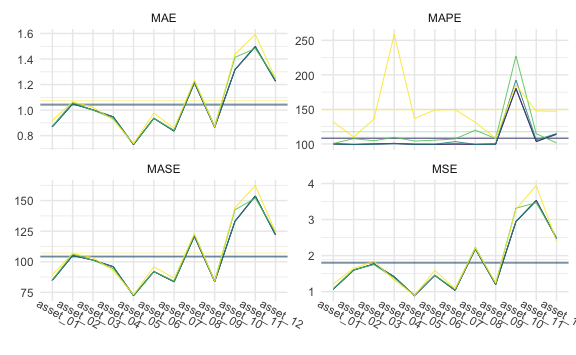 MAE
MAPE
1.6
1.4
1.2
1.0
0.8
250
200
150
100
MASE
MSE
150
125
100
75
4
3
2
1
asset_01
asset_02
asset_03
asset_04
asset_05
asset_06
asset_07
asset_08
asset_09
asset_10
asset_11
asset_12
asset_01
asset_02
asset_03
asset_04
asset_05
asset_06
asset_07
asset_08
asset_09
asset_10
asset_11
asset_1